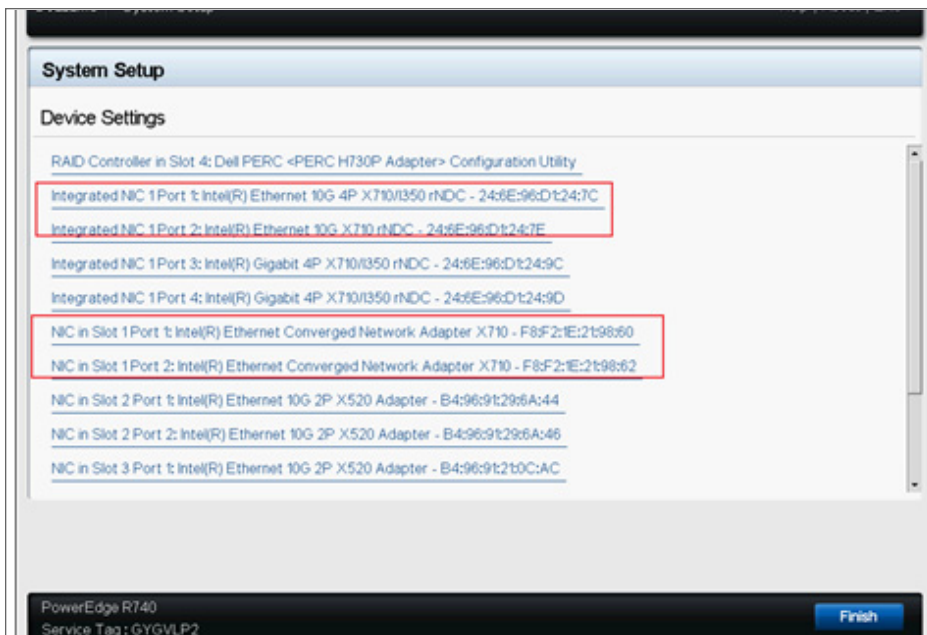 System Setup
Device Settings
RAID Controller in Slot 4: Dell PERC <PERC H730P Adapter> Configuration Utility
Integrated NIC 1 Port 1: Intel(R) Ethernet 10G 4P X710/I350 rNDC - 24:6E:96:D1:24:7C
Integrated NIC 1 Port 2: Intel(R) Ethernet 10G X710 rNDC - 24:6E:96:D1:24:7E
Integrated NIC 1 Port 3: Intel(R) Gigabit 4P X710/I350 rNDC - 24:6E:96:D1:24:9C
Integrated NIC 1 Port 4: Intel(R) Gigabit 4P X710/I350 rNDC - 24:6E:96:D1:24:9D
NIC in Slot 1 Port 1: Intel(R) Ethernet Converged Network Adapter X710 - F8:F2:1E:21:98:60
NIC in Slot 1 Port 2: Intel(R) Ethernet Converged Network Adapter X710 - F8:F2:1E:21:98:62
NIC in Slot 2 Port 1: Intel(R) Ethernet 10G 2P X520 Adapter - B4:96:91:29:6A:44
NIC in Slot 2 Port 2: Intel(R) Ethernet 10G 2P X520 Adapter - B4:96:91:29:6A:46
NIC in Slot 3 Port 1: Intel(R) Ethernet 10G 2P X520 Adapter - B4:96:91:21:0C:AC
PowerEdge R740
Finish
Service Tag : GYGVLP2